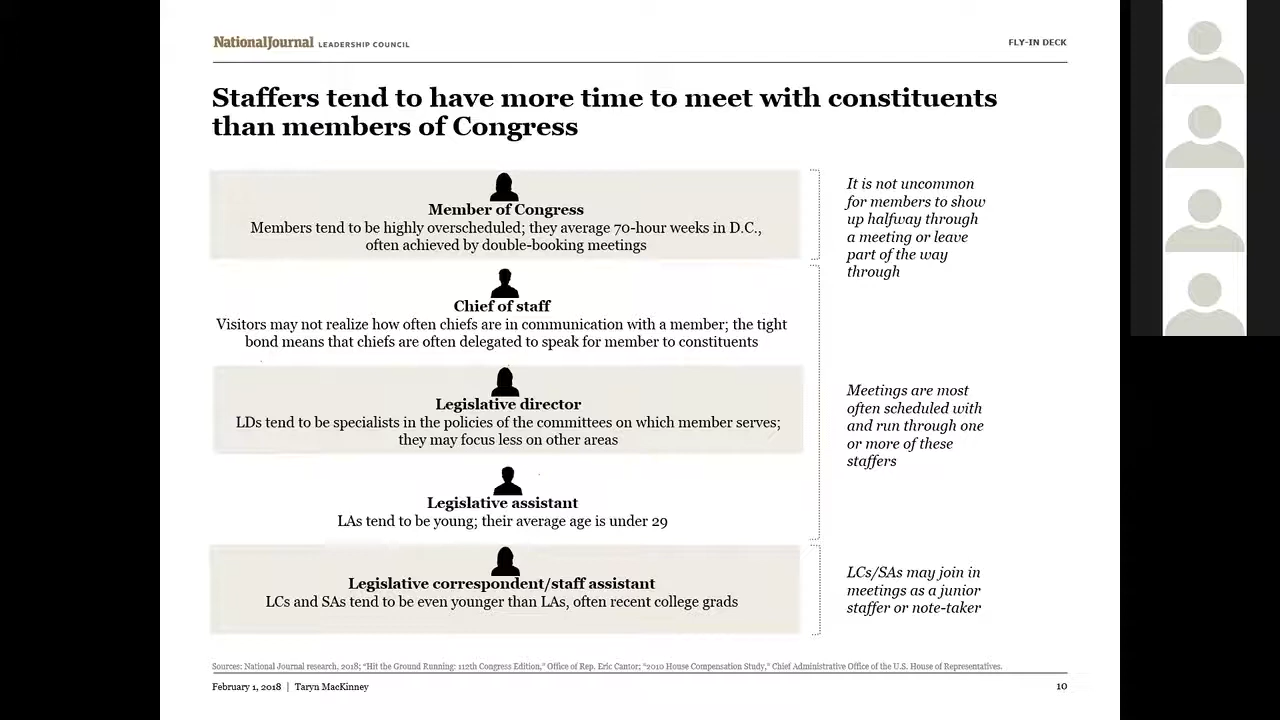 NationalJournal LEADERSHIP COUNCIL
FLY-IN DECK
Staffers tend to have more time to meet with constituents
than members of Congress
Member of Congress
Members tend to be highly overscheduled; they average 70-hour weeks in D.C.,
often achieved by double-booking meetings
It is not uncommon
for members to show
up halfway through
a meeting or leave
part of the way
through
Chief of staff
Visitors may not realize how often chiefs are in communication with a member; the tight
bond means that chiefs are often delegated to speak for member to constituents
Legislative director
LDs tend to be specialists in the policies of the committees on which member serves;
they may focus less on other areas
Legislative assistant
LAs tend to be young; their average age is under 29
Meetings are most
often scheduled with
and run through one
or more of these
staffers
Legislative correspondent/staff assistant
LCs and SAs tend to be even younger than LAs, often recent college grads
LCs/SAs may join in
meetings as a junior
staffer or note-taker
Sources: National Journal research, 2018; "Hit the Ground Running: 112th Congress Edition," Office of Rep. Eric Cantor; "2010 House Compensation Study," Chief Administrative Office of the U.S. House of Representatives.
February 1, 2018 | Taryn MacKinney
10